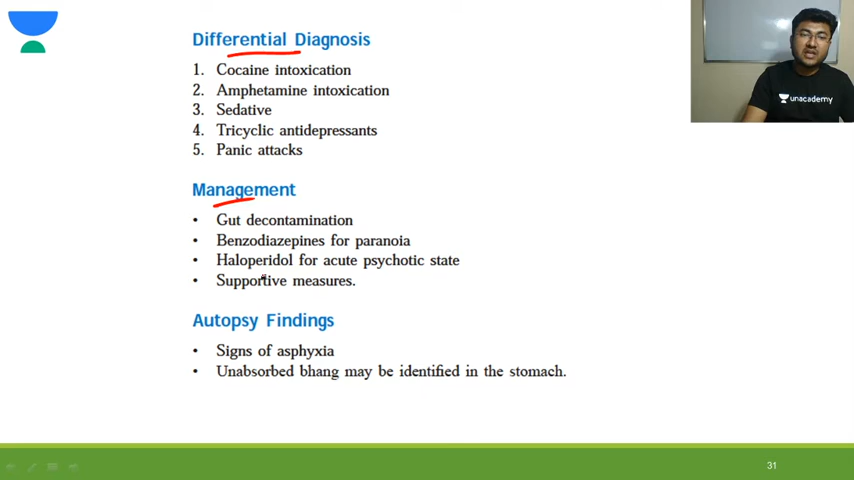 Differential Diagnosis
1. Cocaine intoxication
2. Amphetamine intoxication
3. Sedative
4. Tricyclic antidepressants
5. Panic attacks
Management
• Gut decontamination
• Benzodiazepines for paranoia
• Haloperidol for acute psychotic state
• Supportive measures.
Autopsy Findings
• Signs of asphyxia
• Unabsorbed bhang may be identified in the stomach.
unacademy
31